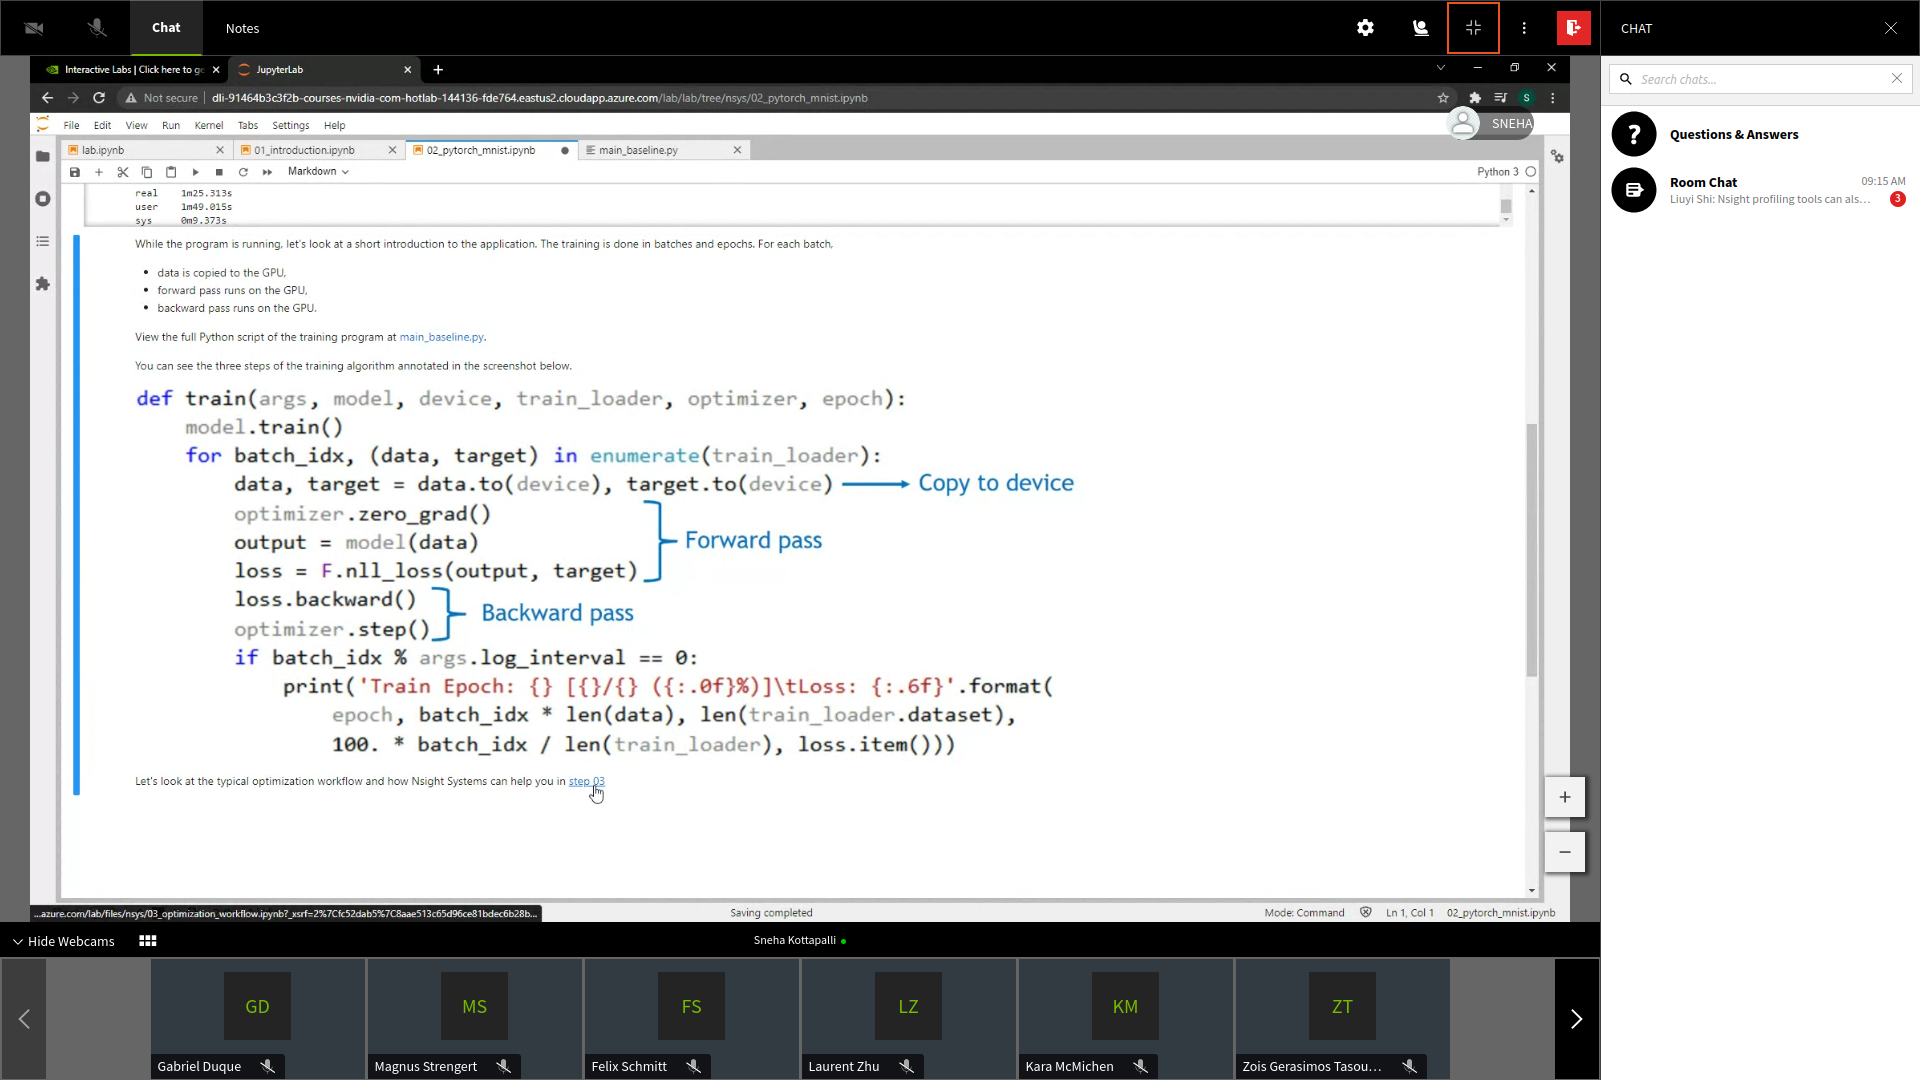 Chat
Notes
CHAT
Interactive Labs | Click here to ge
JupyterLab
Not secure
dli-91464b3c3f2b-courses-nvidia-com-hotlab-144136-fde764.eastus2.cloudapp.azure.com/lab/lab/tree/nsys/02_pytorch_mnist.ipynb
S
Search chats...
File Edit View Run Kernel Tabs Settings Help
SNEHA
Questions & Answers
lab.ipynb
01_introduction.ipynb
02_pytorch_mnist.ipynb
main_baseline.py
Markdown
Python 3
Room Chat
09:15 AM
Liuyi Shi: Nsight profiling tools can als...
3
real 1m25.313s
user 1m49.015s
sys 0m9.373s
While the program is running, let's look at a short introduction to the application. The training is done in batches and epochs. For each batch,
data is copied to the GPU,
forward pass runs on the GPU,
backward pass runs on the GPU.
View the full Python script of the training program at main_baseline.py.
You can see the three steps of the training algorithm annotated in the screenshot below.
def train(args, model, device, train_loader, optimizer, epoch):
model.train()
for batch_idx, (data, target) in enumerate(train_loader):
data, target = data.to(device), target.to(device) Copy to device
optimizer.zero_grad()
output = model(data) Forward pass
loss = F.nll_loss(output, target)
loss.backward()
Backward pass
optimizer.step()
if batch_idx % args.log_interval == 0:
print('Train Epoch: {} [{}/{} ({:.0f}%)]\tLoss: {:.6f}'.format(
epoch, batch_idx * len(data), len(train_loader.dataset),
100. * batch_idx / len(train_loader), loss.item()))
Let's look at the typical optimization workflow and how Nsight Systems can help you in step 03
...azure.com/lab/files/nsys/03_optimization_workflow.ipynb?_xsrf=2%7Cfc52dab5%7C8aae513c65d96ce81bdec6b28b...
Saving completed
Mode: Command
Ln 1, Col 1
02_pytorch_mnist.ipynb
Hide Webcams
Sneha Kottapalli
GD
MS
FS
LZ
KM
ZT
Gabriel Duque
Magnus Strengert
Felix Schmitt
Laurent Zhu
Kara McMichen
Zois Gerasimos Tasou...